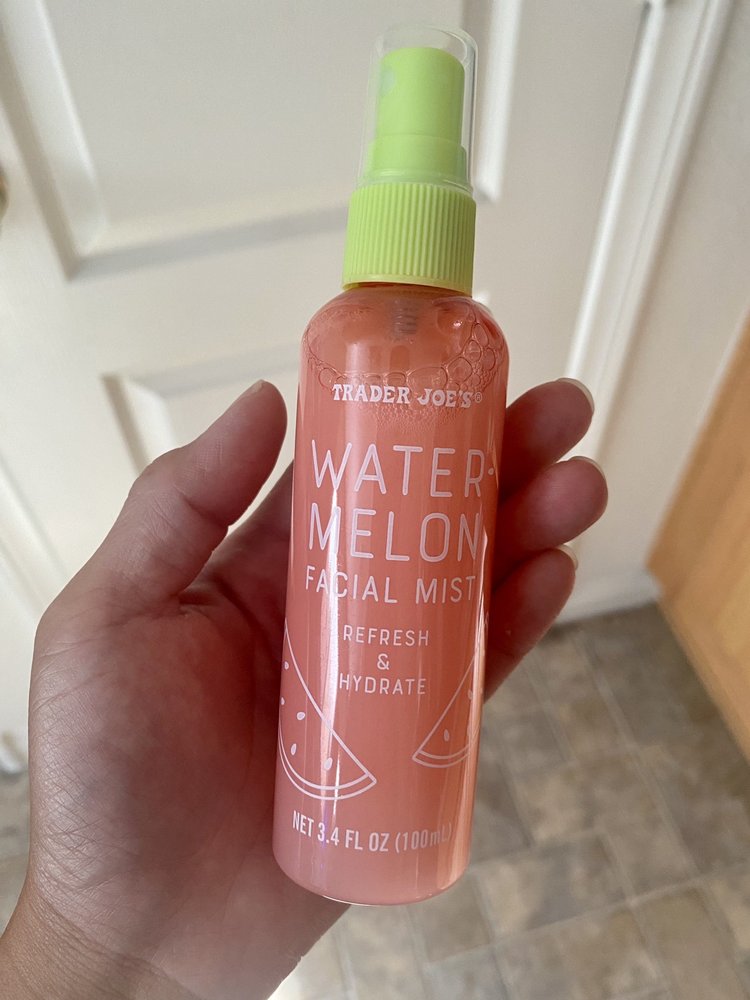 TRADER JOE'S®
WATER-
MELON
FACIAL MIST
REFRESH
&
HYDRATE
NET 3.4 FL OZ (100mL)